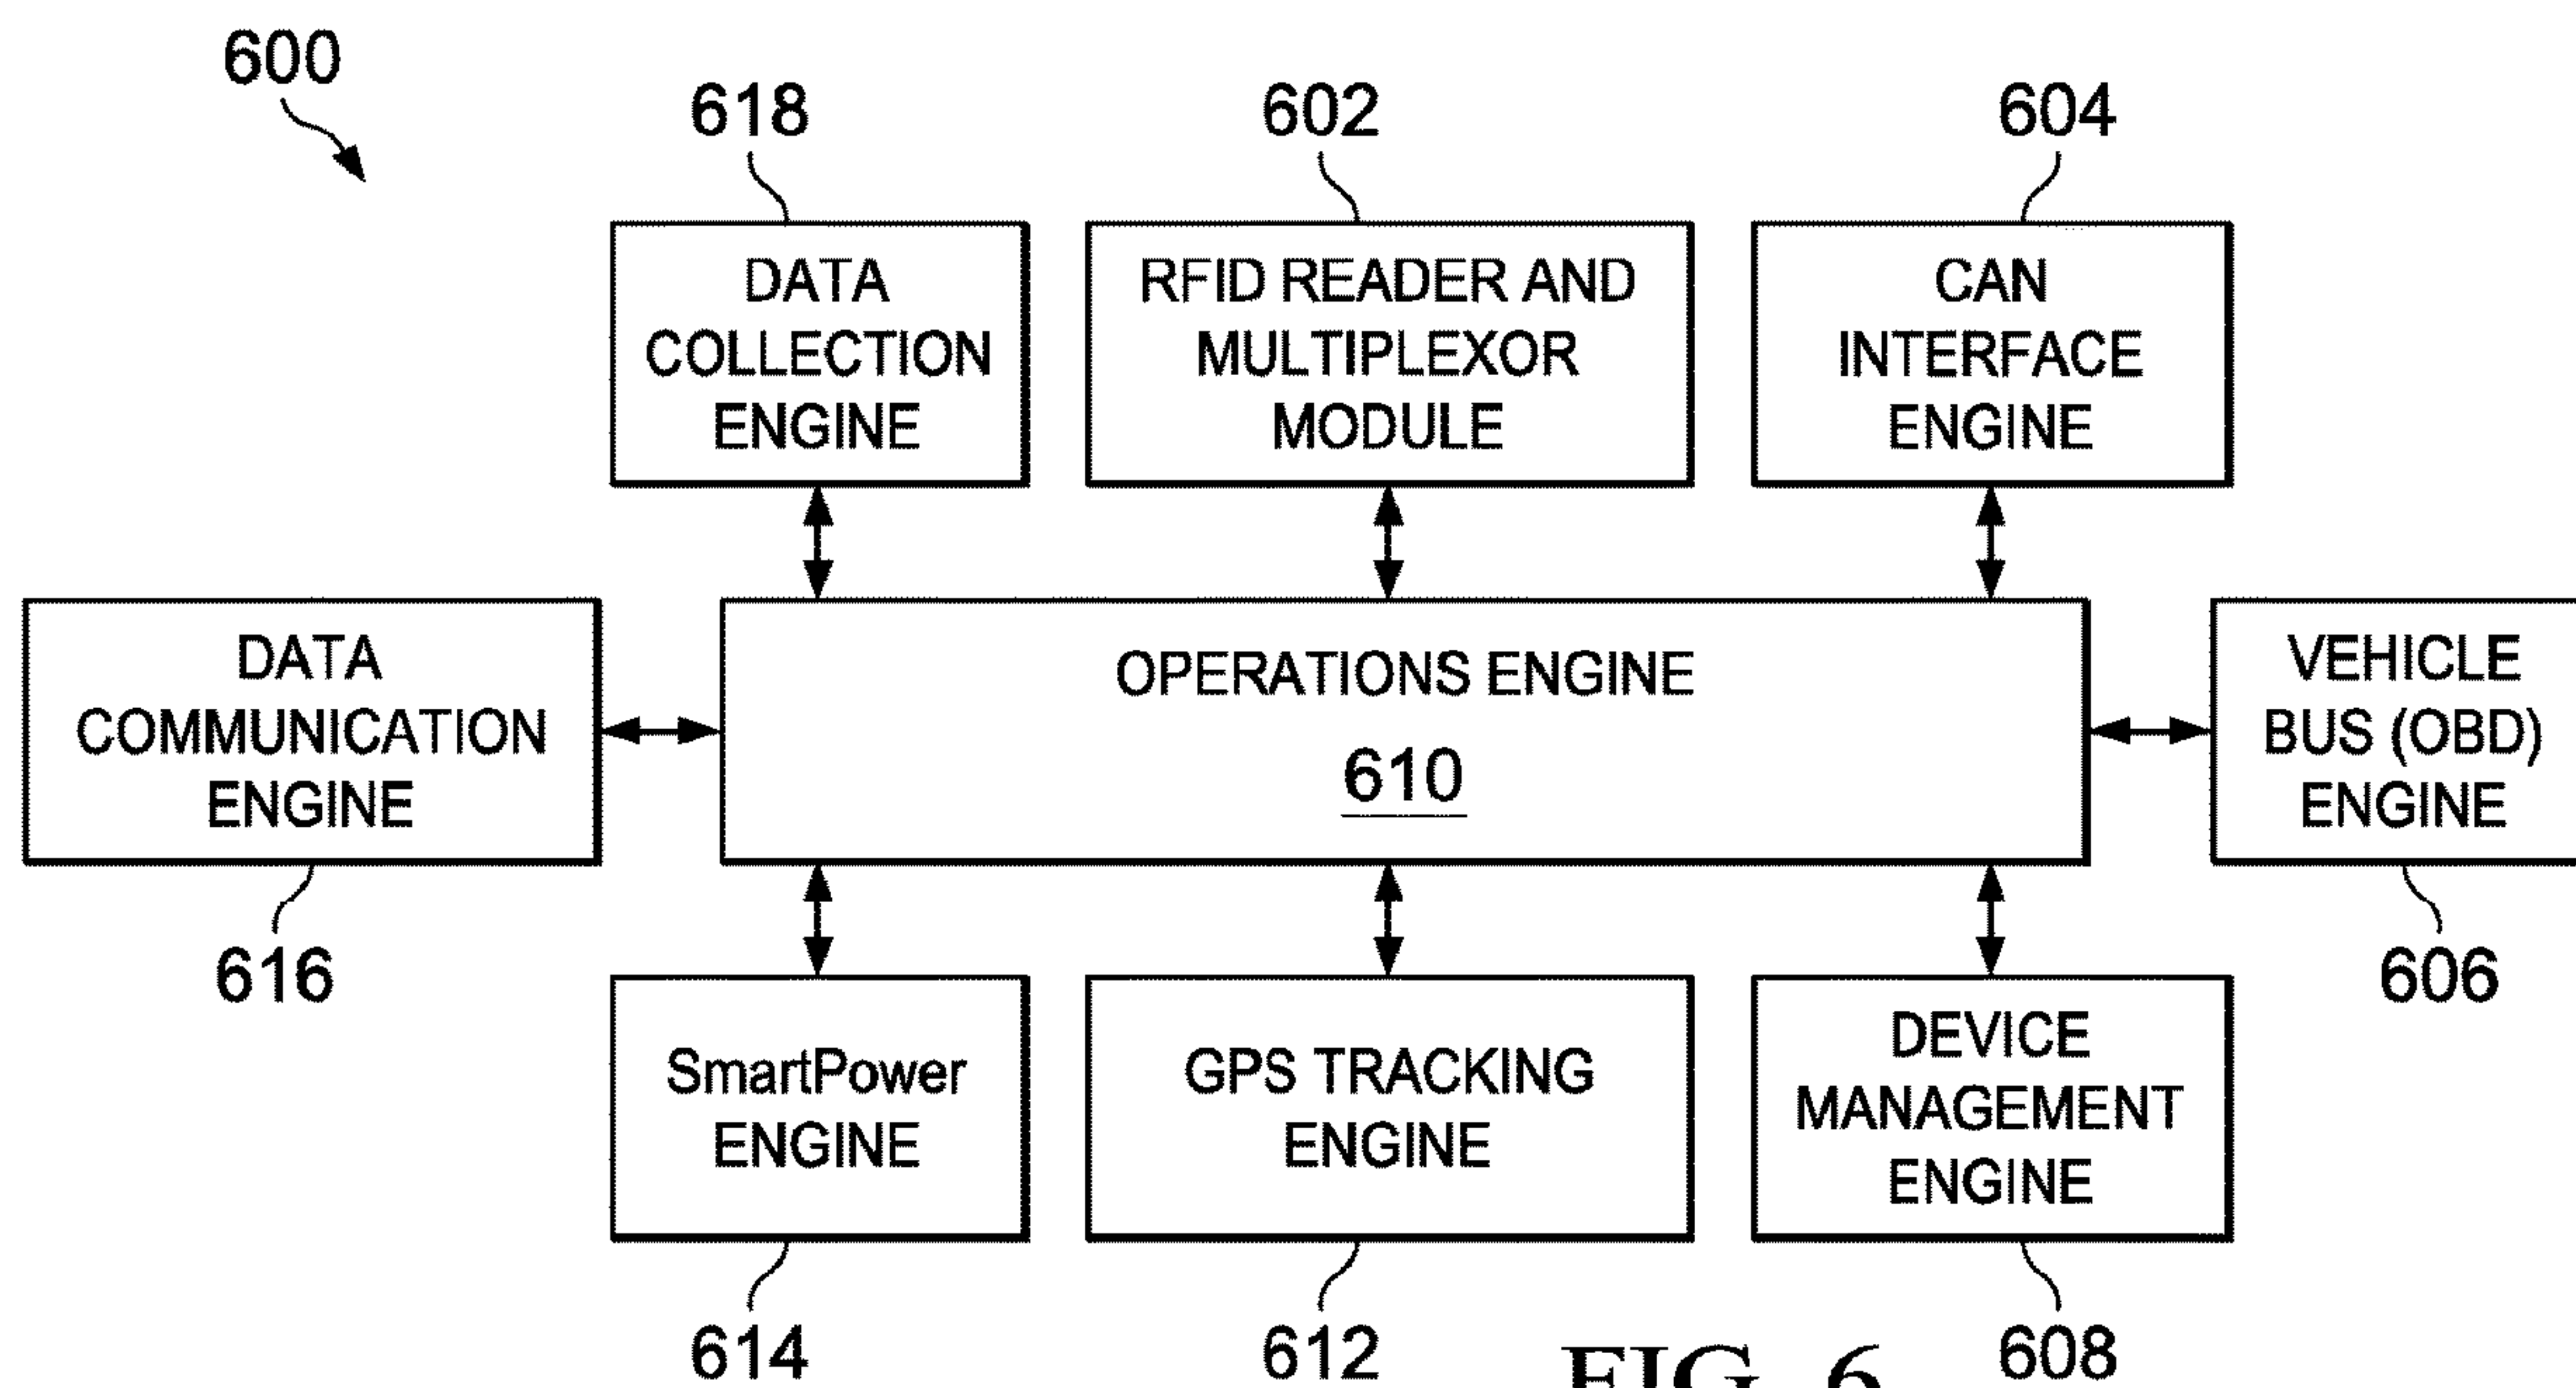 600
618
602
604
DATA
COLLECTION
ENGINE
RFID READER AND
MULTIPLEXOR
MODULE
CAN
INTERFACE
ENGINE
DATA
COMMUNICATION
ENGINE
OPERATIONS ENGINE
610
VEHICLE
BUS (OBD)
ENGINE
616
606
SmartPower
ENGINE
GPS TRACKING
ENGINE
DEVICE
MANAGEMENT
ENGINE
614
612
608
FIG. 6